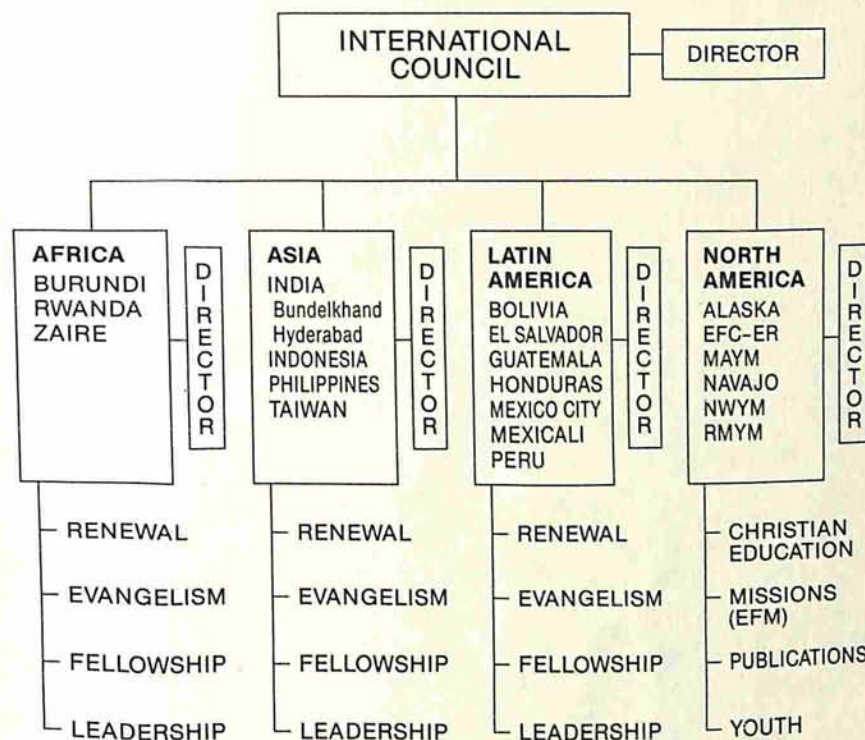 INTERNATIONAL
COUNCIL
DIRECTOR
AFRICA
BURUNDI
RWANDA
ZAIRE
DIRECTOR
RENEWAL
EVANGELISM
FELLOWSHIP
LEADERSHIP
ASIA
INDIA
Bundelkhand
Hyderabad
INDONESIA
PHILIPPINES
TAIWAN
DIRECTOR
RENEWAL
EVANGELISM
FELLOWSHIP
LEADERSHIP
LATIN
AMERICA
BOLIVIA
EL SALVADOR
GUATEMALA
HONDURAS
MEXICO CITY
MEXICALI
PERU
DIRECTOR
RENEWAL
EVANGELISM
FELLOWSHIP
LEADERSHIP
NORTH
AMERICA
ALASKA
EFC-ER
MAYM
NAVAJO
NWYM
RMYM
DIRECTOR
CHRISTIAN
EDUCATION
MISSIONS
(EFM)
PUBLICATIONS
YOUTH